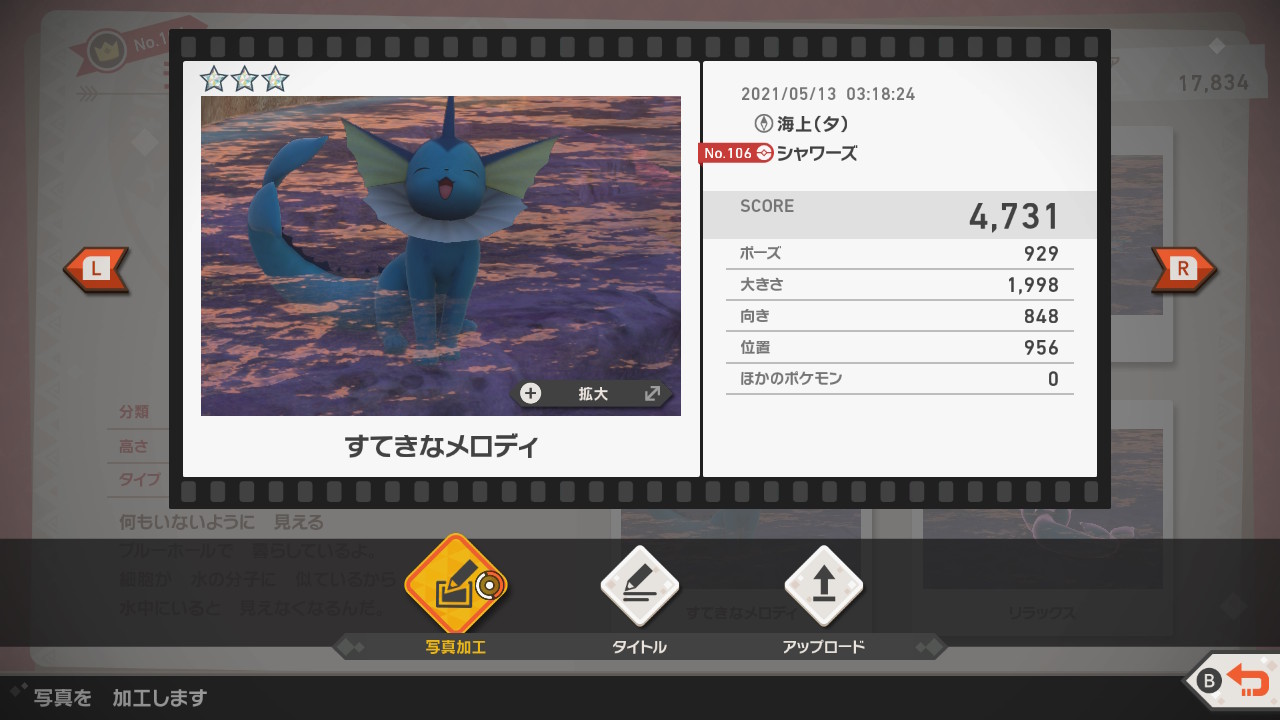 No.1
17,834
2021/05/13 03:18:24
海上(夕)
No.106 シャワーズ
SCORE 4,731
ポーズ 929
大きさ 1,998
向き 848
位置 956
ほかのポケモン 0
拡大
すてきなメロディ
L
R
分類
高さ
タイプ
何もいないように 見える
ブルーホールで 暮らしているよ。
細胞が 水の分子に 似ているから
水中にいると 見えなくなるんだ。
すてきなメロディ
リラックス
写真加工
タイトル
アップロード
写真を 加工します
B